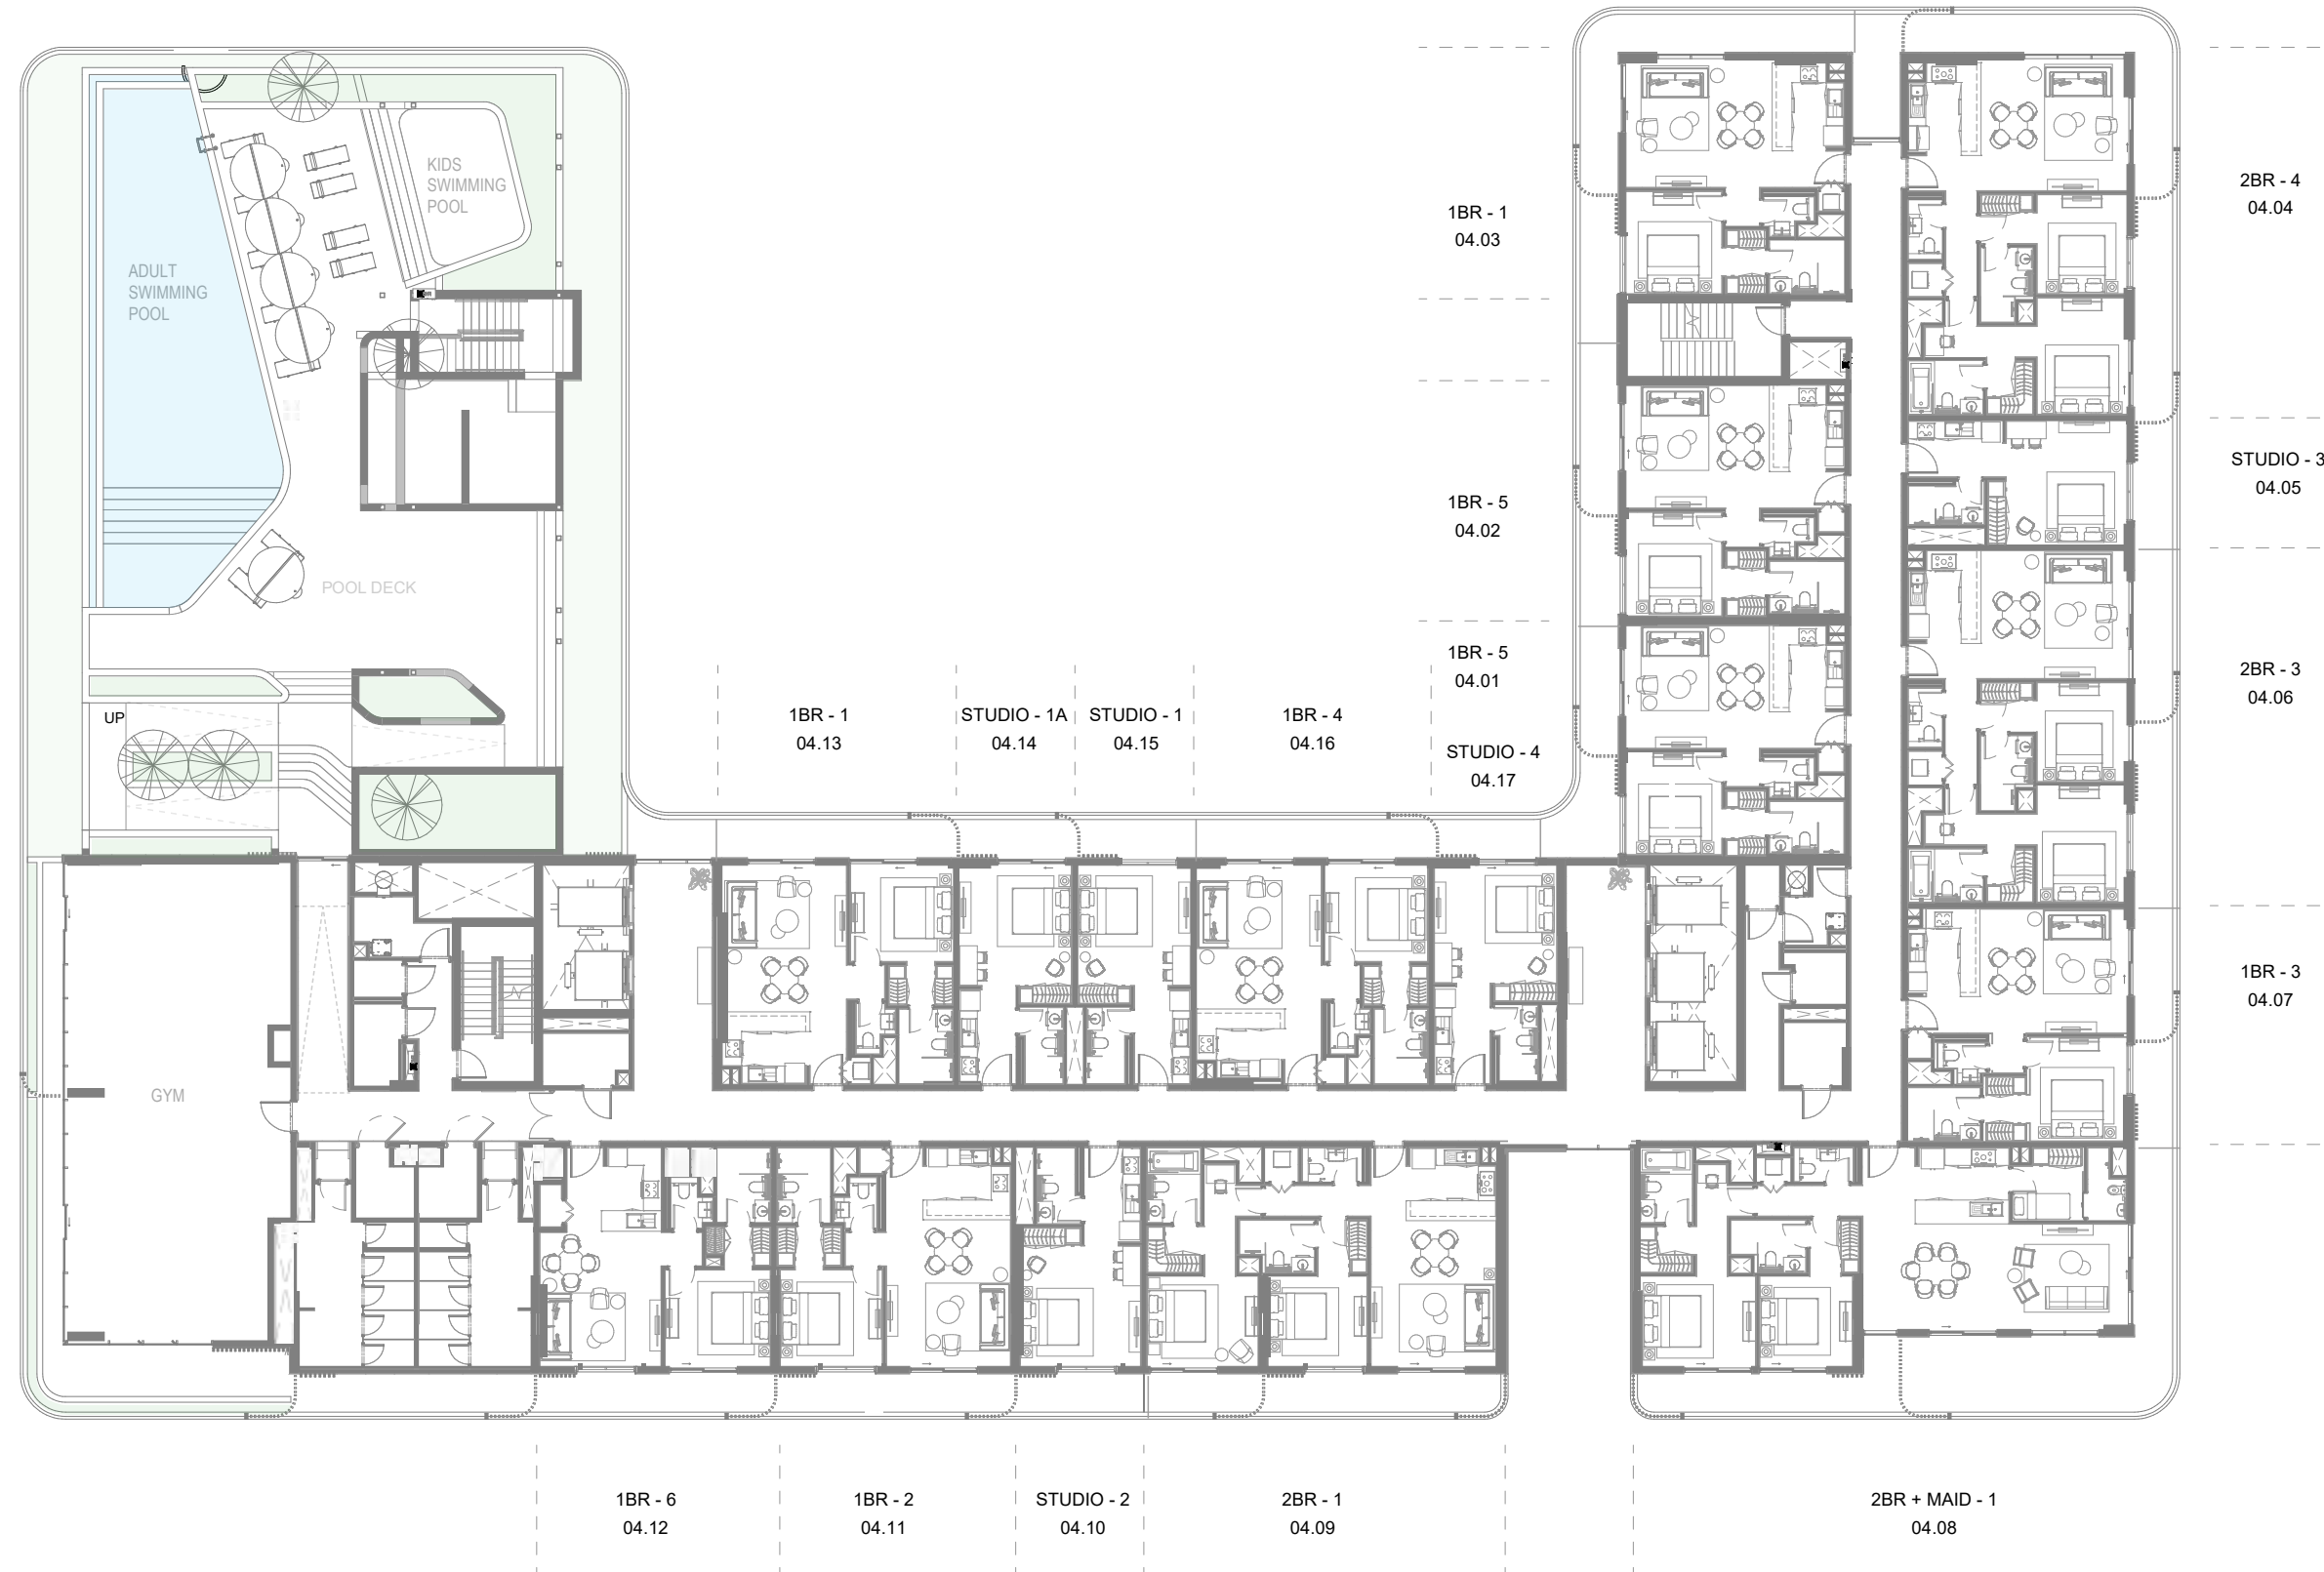 KIDS
SWIMMING
POOL
ADULT
SWIMMING
POOL
POOL DECK
UP
GYM
1BR - 1
04.03
1BR - 5
04.02
1BR - 5
04.01
STUDIO - 4
04.17
1BR - 1
04.13
STUDIO - 1A
04.14
STUDIO - 1
04.15
1BR - 4
04.16
2BR - 4
04.04
STUDIO - 3
04.05
2BR - 3
04.06
1BR - 3
04.07
1BR - 6
04.12
1BR - 2
04.11
STUDIO - 2
04.10
2BR - 1
04.09
2BR + MAID - 1
04.08